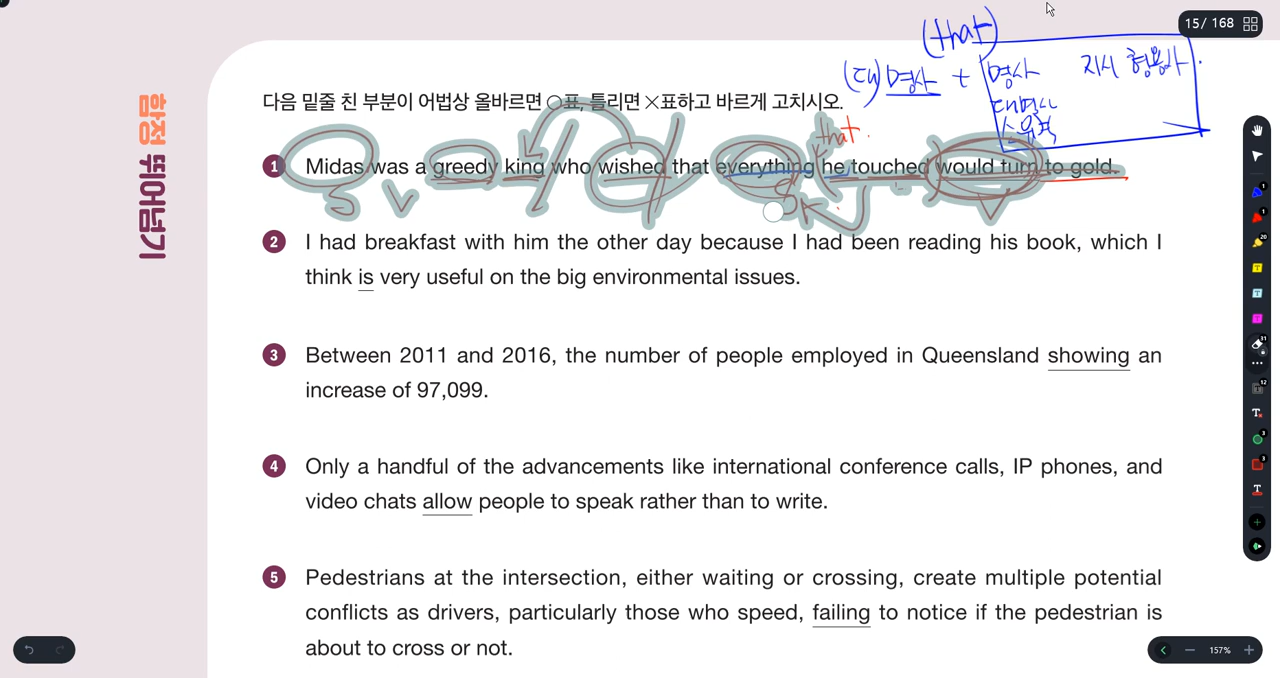 15 / 168
(that)
(대) 명사 + 명사 지시 형용사.
대명사
소유격
함정 뛰어넘기
다음 밑줄 친 부분이 어법상 올바르면 ○표, 틀리면 ×표하고 바르게 고치시오.
that.
1 Midas was a greedy king who wished that everything he touched would turn to gold.
S V S V
2 I had breakfast with him the other day because I had been reading his book, which I
think is very useful on the big environmental issues.
3 Between 2011 and 2016, the number of people employed in Queensland showing an
increase of 97,099.
4 Only a handful of the advancements like international conference calls, IP phones, and
video chats allow people to speak rather than to write.
5 Pedestrians at the intersection, either waiting or crossing, create multiple potential
conflicts as drivers, particularly those who speed, failing to notice if the pedestrian is
about to cross or not.
157%